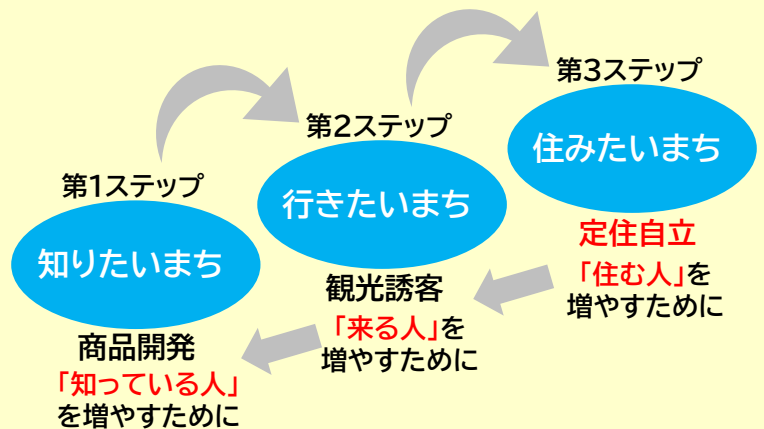 第1ステップ
知りたいまち
商品開発
「知っている人」
を増やすために
第2ステップ
行きたいまち
観光誘客
「来る人」を
増やすために
第3ステップ
住みたいまち
定住自立
「住む人」を
増やすために